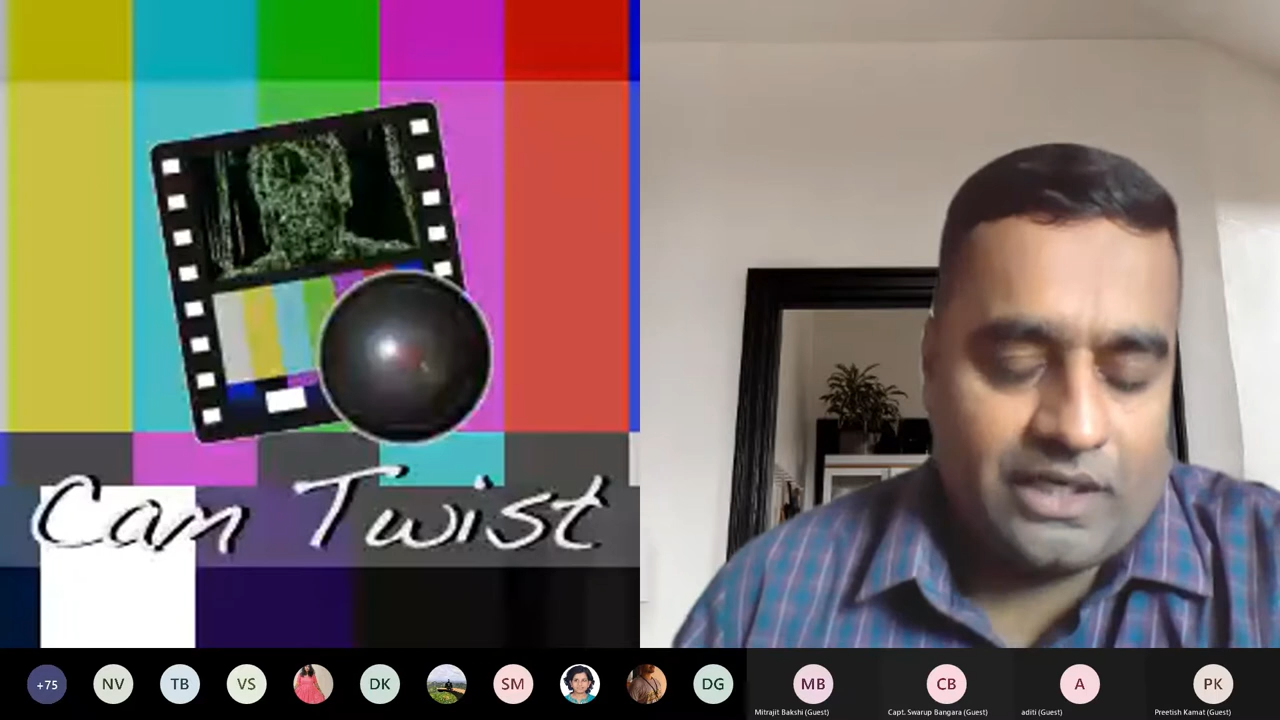 Cam Twist
+75
NV
TB
VS
DK
SM
DG
MB
CB
A
PK
Mitrajit Bakshi (Guest)
Capt. Swarup Bangara (Guest)
aditi (Guest)
Preetish Kamat (Guest)